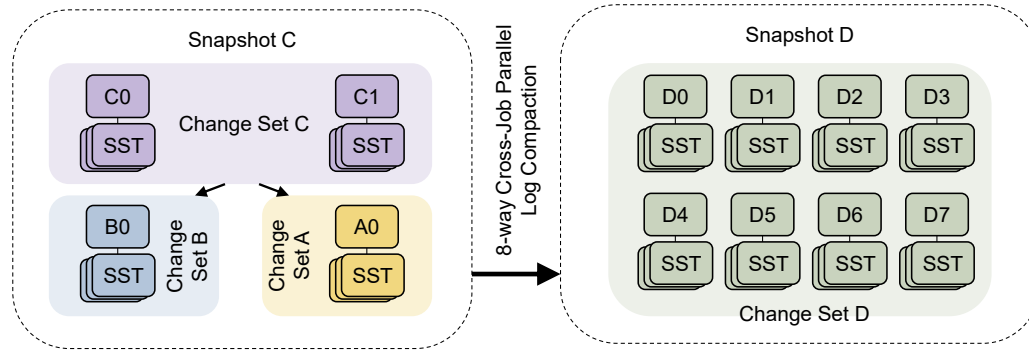 Snapshot C
C0
C1
Change Set C
SST
SST
B0
Change
Set B
SST
Change
Set A
A0
SST
8-way Cross-Job Parallel
Log Compaction
Snapshot D
D0
D1
D2
D3
SST
SST
SST
SST
D4
D5
D6
D7
SST
SST
SST
SST
Change Set D